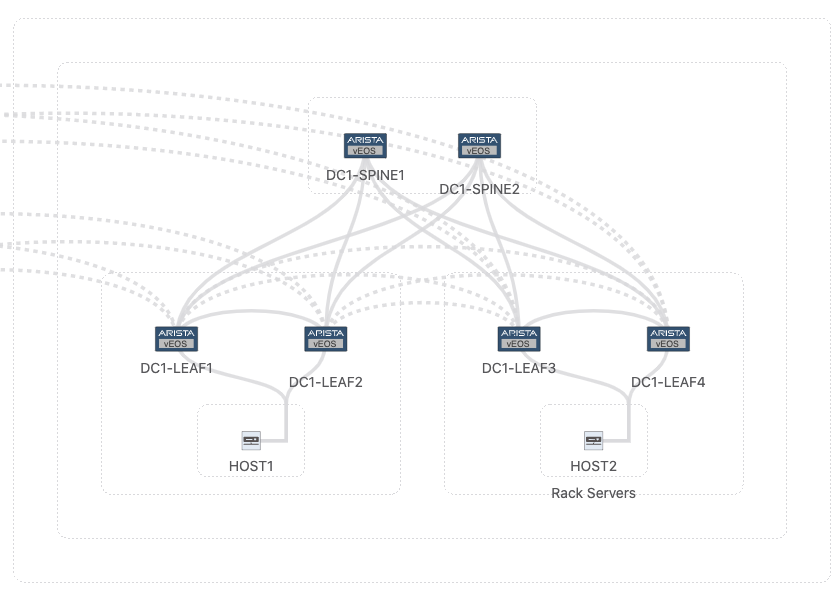 ARISTA
vEOS
ARISTA
vEOS
DC1-SPINE1
DC1-SPINE2
ARISTA
vEOS
ARISTA
vEOS
ARISTA
vEOS
ARISTA
vEOS
DC1-LEAF1
DC1-LEAF2
DC1-LEAF3
DC1-LEAF4
HOST1
HOST2
Rack Servers